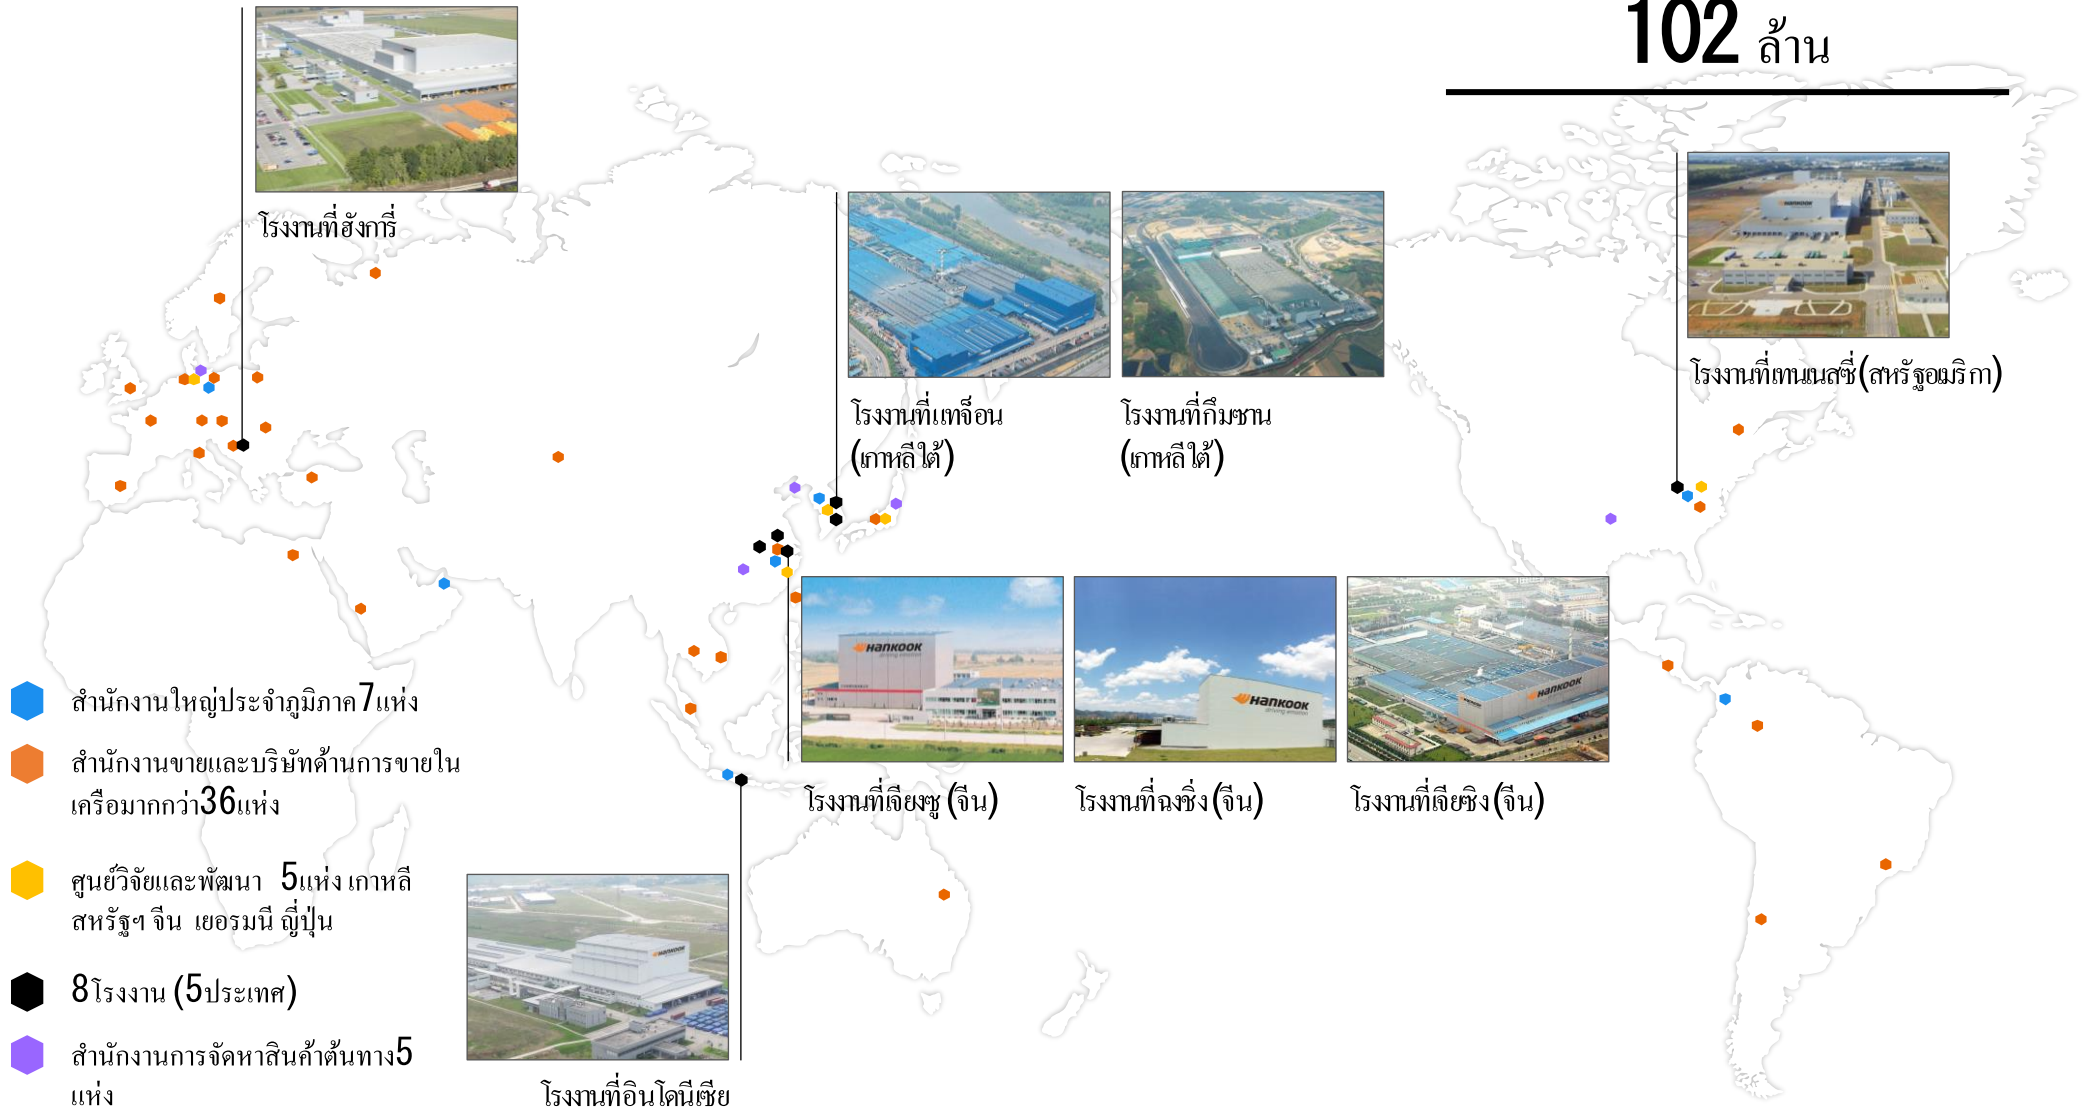 102 ล้าน
โรงงานที่ฮังการี่
โรงงานที่แทจ็อน
(เกาหลีใต้)
โรงงานที่กึมซาน
(เกาหลีใต้)
HANKOOK
โรงงานที่เทนเนสซี่(สหรัฐอเมริกา)
HANKOOK
driving emotion
HANKOOK
driving emotion
HANKOOK
โรงงานที่เจียงซู (จีน)
โรงงานที่ฉงชิ่ง (จีน)
โรงงานที่เจียซิง (จีน)
สำนักงานใหญ่ประจำภูมิภาค7แห่ง
สำนักงานขายและบริษัทด้านการขายใน
เครือมากกว่า36แห่ง
ศูนย์วิจัยและพัฒนา 5แห่ง เกาหลี
สหรัฐฯ จีน เยอรมนี ญี่ปุ่น
8โรงงาน (5ประเทศ)
สำนักงานการจัดหาสินค้าต้นทาง5
แห่ง
HANKOOK
โรงงานที่อินโดนีเซีย